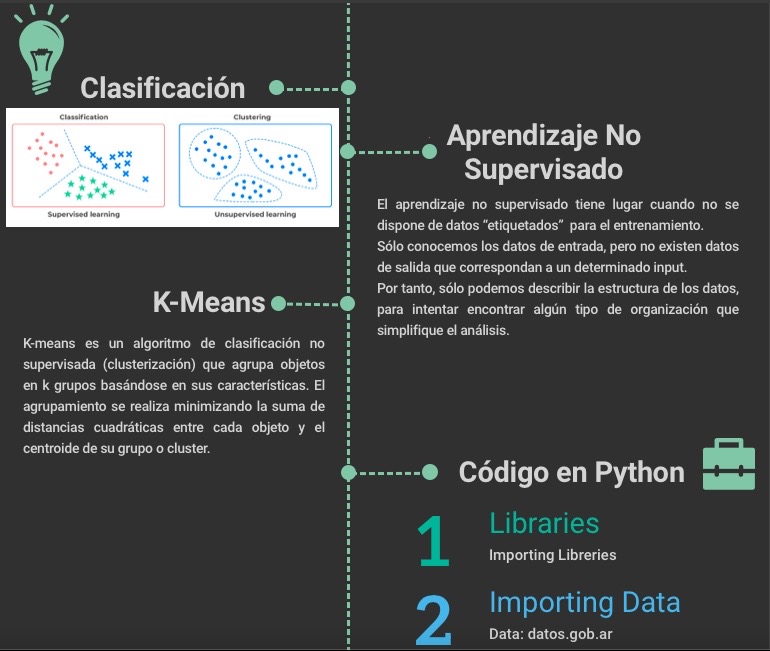 Clasificación
Classification
Clustering
Supervised learning
Unsupervised learning
Aprendizaje No
Supervisado
El aprendizaje no supervisado tiene lugar cuando no se
dispone de datos “etiquetados” para el entrenamiento.
Sólo conocemos los datos de entrada, pero no existen datos
de salida que correspondan a un determinado input.
Por tanto, sólo podemos describir la estructura de los datos,
para intentar encontrar algún tipo de organización que
simplifique el análisis.
K-Means
K-means es un algoritmo de clasificación no
supervisada (clusterización) que agrupa objetos
en k grupos basándose en sus características. El
agrupamiento se realiza minimizando la suma de
distancias cuadráticas entre cada objeto y el
centroide de su grupo o cluster.
Código en Python
1
Libraries
Importing Libreries
2
Importing Data
Data: datos.gob.ar